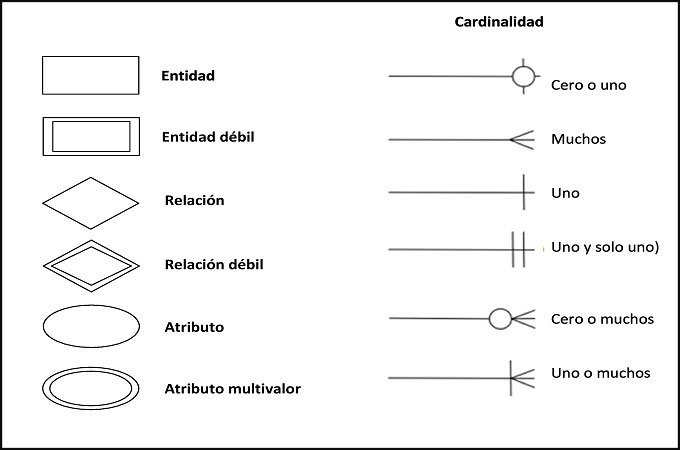 Cardinalidad
Entidad
Cero o uno
Entidad débil
Muchos
Relación
Uno
Relación débil
Uno y solo uno)
Atributo
Cero o muchos
Atributo multivalor
Uno o muchos